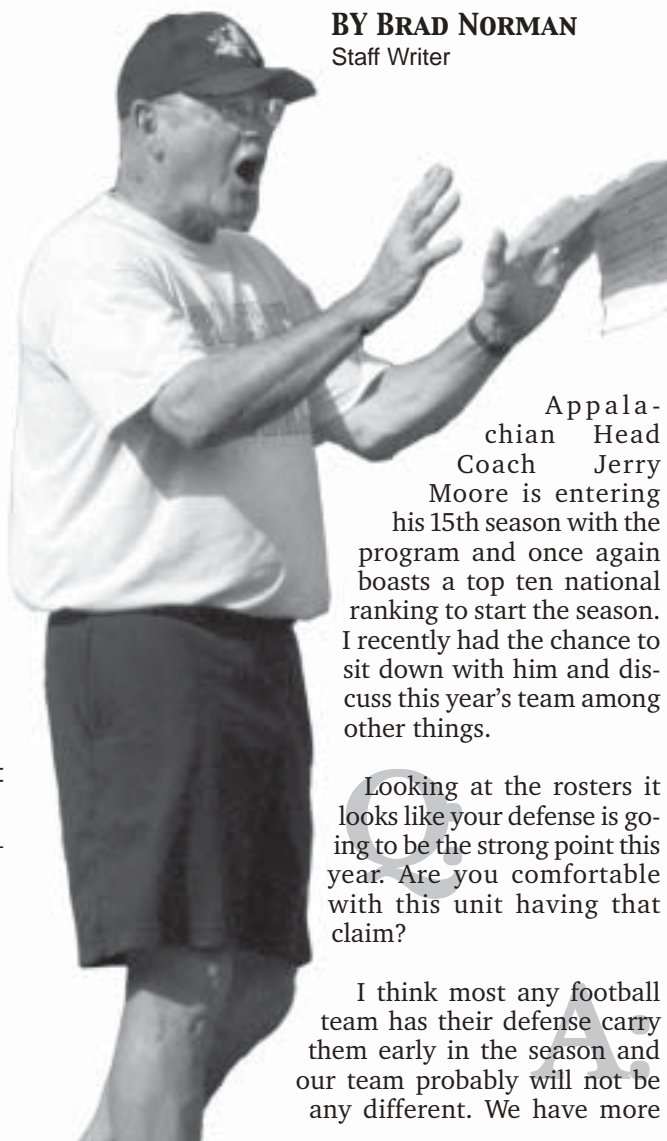 BY BRAD NORMAN
Staff Writer
Appala-
chian Head
Coach Jerry
Moore is entering
his 15th season with the
program and once again
boasts a top ten national
ranking to start the season.
I recently had the chance to
sit down with him and dis-
cuss this year's team among
other things.
Q:
Looking at the rosters it
looks like your defense is go-
ing to be the strong point this
year. Are you comfortable
with this unit having that
claim?
A:
I think most any football
team has their defense carry
them early in the season and
our team probably will not be
any different. We have more